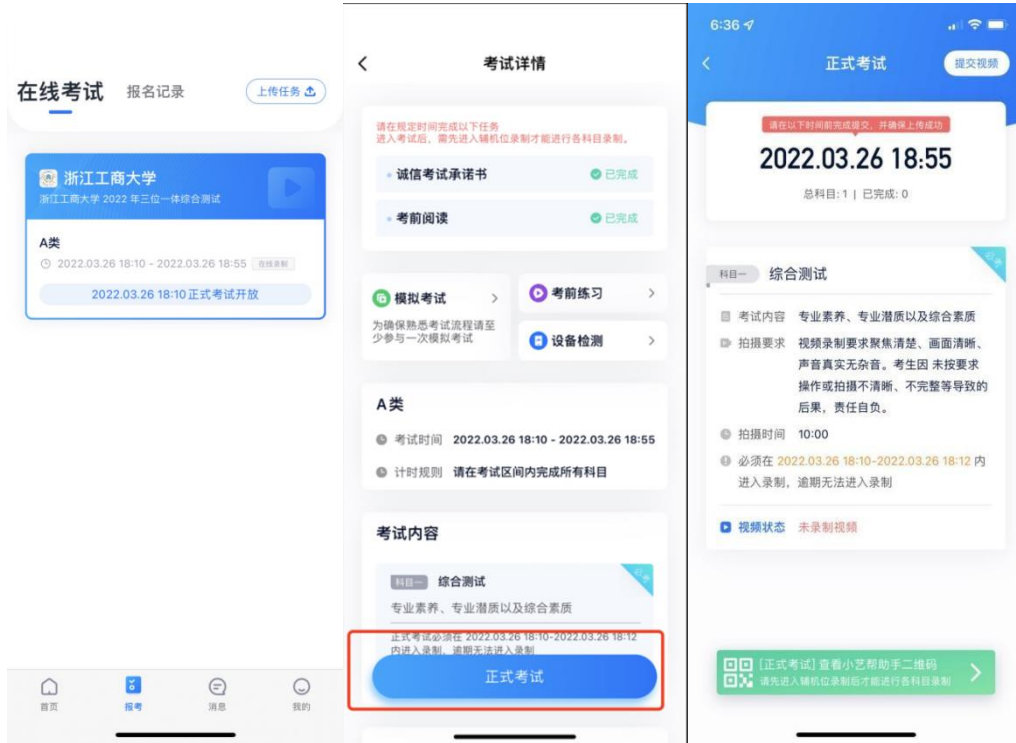 在线考试
报名记录
上传任务
浙江工商大学
浙江工商大学 2022 年三位一体综合测试
A类
2022.03.26 18:10 - 2022.03.26 18:55 在线录制
2022.03.26 18:10 正式考试开放
首页
报考
消息
我的
考试详情
请在规定时间完成以下任务
进入考试后，需先进入辅机位录制才能进行各科目录制。
诚信考试承诺书 已完成
考前阅读 已完成
模拟考试
为确保熟悉考试流程请至
少参与一次模拟考试
考前练习
设备检测
A类
考试时间 2022.03.26 18:10 - 2022.03.26 18:55
计时规则 请在考试区间内完成所有科目
考试内容
科目一 综合测试
必考
专业素养、专业潜质以及综合素质
正式考试必须在 2022.03.26 18:10-2022.03.26 18:12
内进入录制，逾期无法进入录制
正式考试
6:36
正式考试
提交视频
请在以下时间前完成提交，并确保上传成功
2022.03.26 18:55
总科目: 1 | 已完成: 0
科目一 综合测试
必考
考试内容 专业素养、专业潜质以及综合素质
拍摄要求 视频录制要求聚焦清楚、画面清晰、
声音真实无杂音。考生因 未按要求
操作或拍摄不清晰、不完整等导致的
后果，责任自负。
拍摄时间 10:00
必须在 2022.03.26 18:10-2022.03.26 18:12 内
进入录制，逾期无法进入录制
视频状态 未录制视频
[正式考试] 查看小艺帮助手二维码
请先进入辅机位录制后才能进行各科目录制